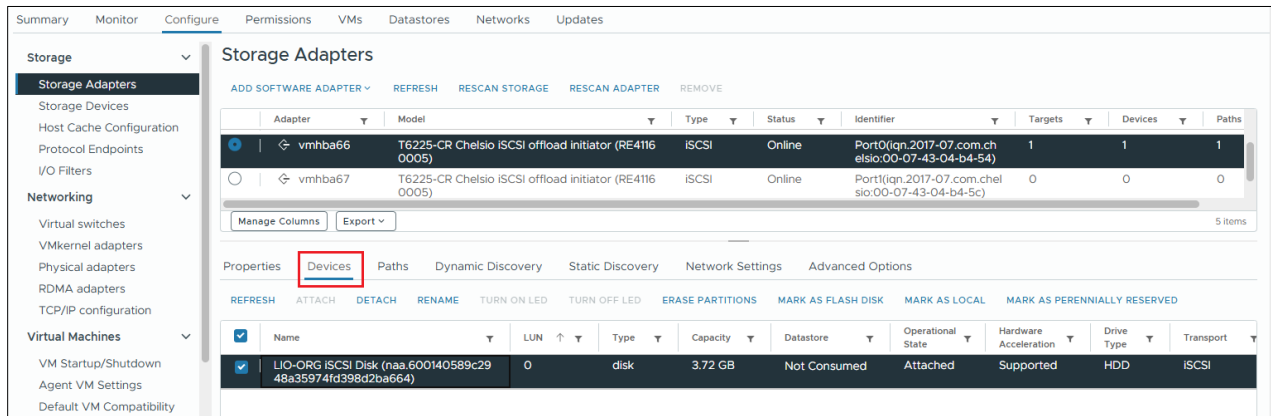 Summary Monitor Configure Permissions VMs Datastores Networks Updates
Storage
Storage Adapters
Storage Devices
Host Cache Configuration
Protocol Endpoints
I/O Filters
Networking
Virtual switches
VMkernel adapters
Physical adapters
RDMA adapters
TCP/IP configuration
Virtual Machines
VM Startup/Shutdown
Agent VM Settings
Default VM Compatibility
Storage Adapters
ADD SOFTWARE ADAPTER REFRESH RESCAN STORAGE RESCAN ADAPTER REMOVE
Adapter Model Type Status Identifier Targets Devices Paths
vmhba66 T6225-CR Chelsio iSCSI offload initiator (RE4116 iSCSI Online Port0(iqn.2017-07.com.ch 1 1 1
0005) elsio:00-07-43-04-b4-54)
vmhba67 T6225-CR Chelsio iSCSI offload initiator (RE4116 iSCSI Online Port1(iqn.2017-07.com.chel 0 0 0
0005) sio:00-07-43-04-b4-5c)
Manage Columns Export 5 items
Properties Devices Paths Dynamic Discovery Static Discovery Network Settings Advanced Options
REFRESH ATTACH DETACH RENAME TURN ON LED TURN OFF LED ERASE PARTITIONS MARK AS FLASH DISK MARK AS LOCAL MARK AS PERENNIALLY RESERVED
Name LUN Type Capacity Datastore Operational Hardware Drive Transport
State Acceleration Type
LIO-ORG iSCSI Disk (naa.600140589c29 0 disk 3.72 GB Not Consumed Attached Supported HDD iSCSI
48a35974fd398d2ba664)